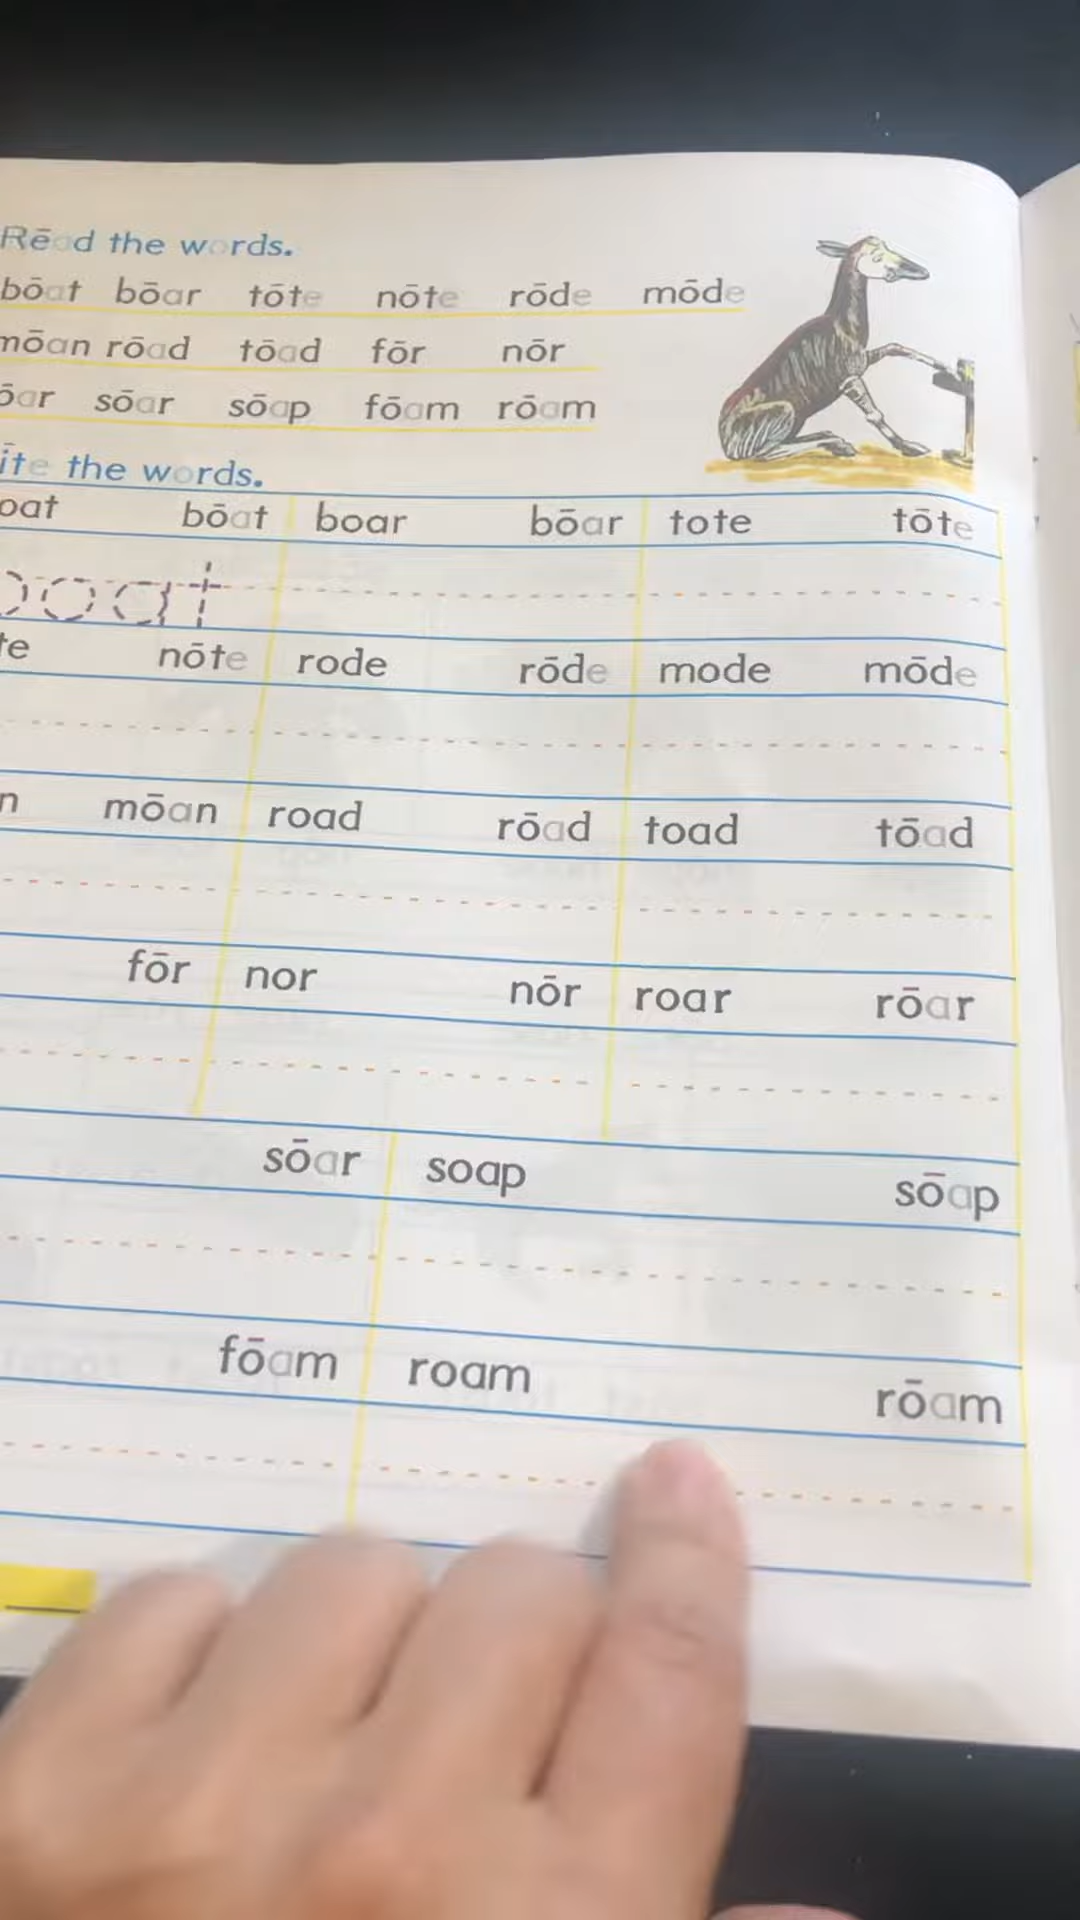 Rēad the words.
bōat bōar tōte nōte rōde mōde
mōan rōad tōad fōr nōr
sōar sōap fōam rōam
the words.
bōat boar bōar tote tōte
nōte rode rōde mode mōde
mōan road rōad toad tōad
fōr nor nōr roar rōar
sōar soap sōap
fōam roam rōam